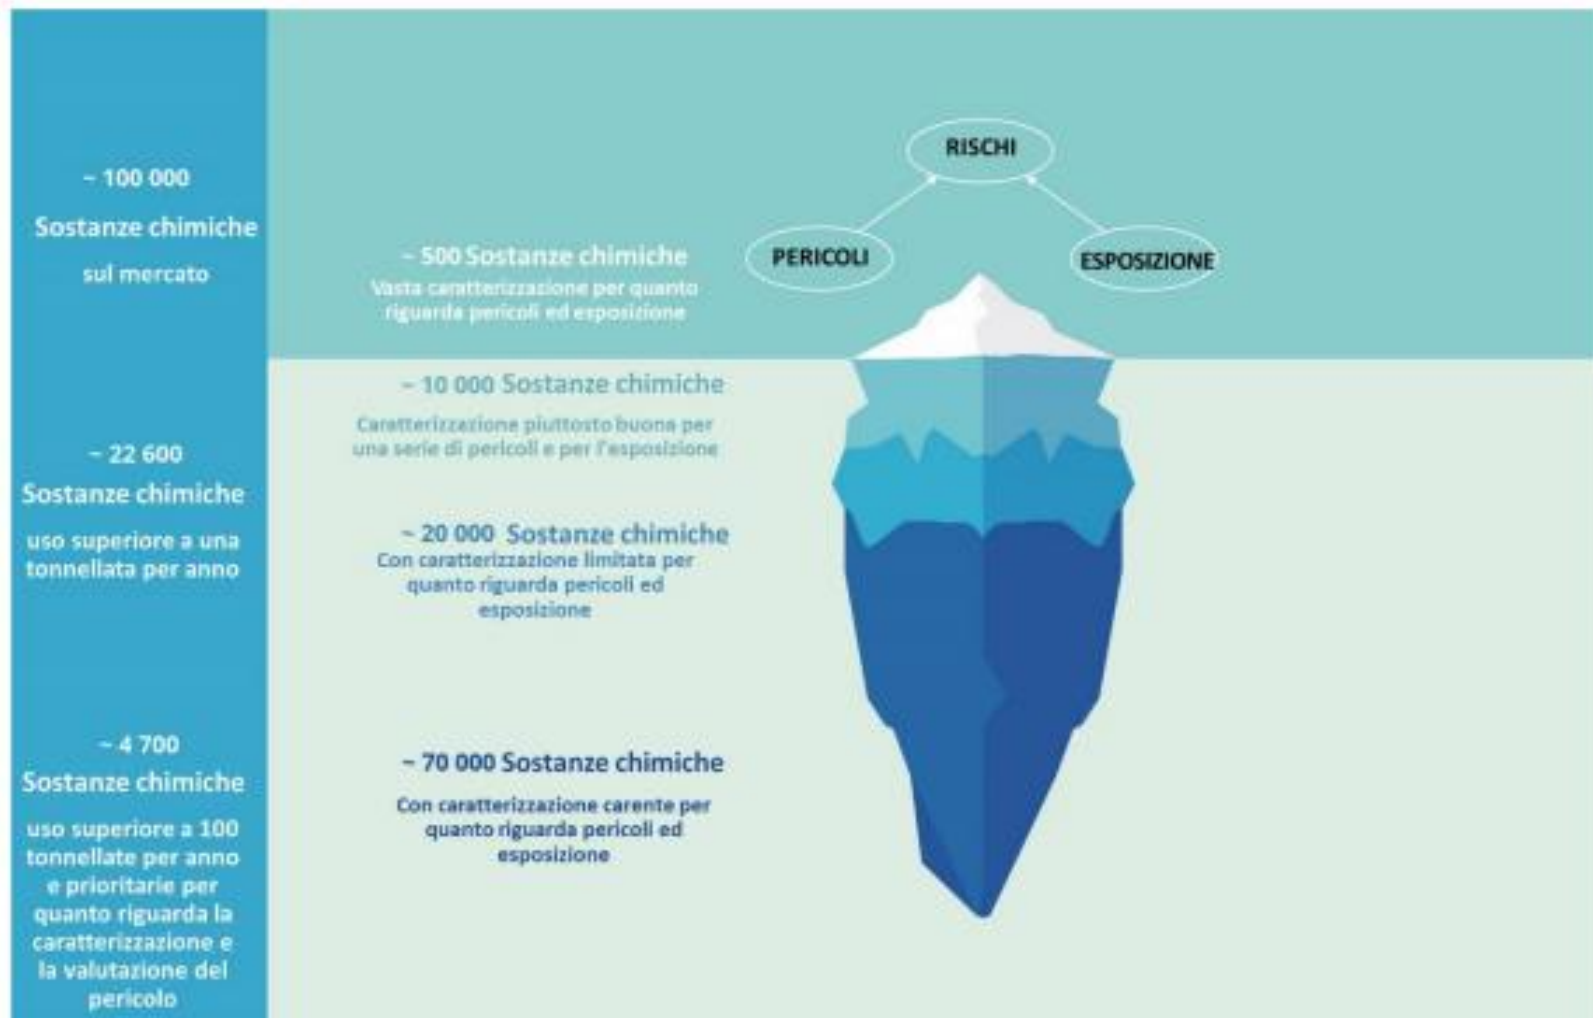 ~ 100 000
Sostanze chimiche
sul mercato
~ 22 600
Sostanze chimiche
uso superiore a una
tonnellata per anno
~ 4 700
Sostanze chimiche
uso superiore a 100
tonnellate per anno
e prioritarie per
quanto riguarda la
caratterizzazione e
la valutazione del
pericolo
RISCHI
PERICOLI
ESPOSIZIONE
~ 500 Sostanze chimiche
Vasta caratterizzazione per quanto
riguarda pericoli ed esposizione
~ 10 000 Sostanze chimiche
Caratterizzazione piuttosto buona per
una serie di pericoli e per l'esposizione
~ 20 000 Sostanze chimiche
Con caratterizzazione limitata per
quanto riguarda pericoli ed
esposizione
~ 70 000 Sostanze chimiche
Con caratterizzazione carente per
quanto riguarda pericoli ed
esposizione